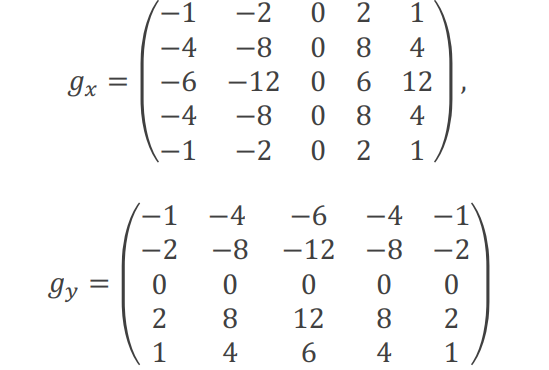 −1 −2 0 2 1
−4 −8 0 8 4
g_x = −6 −12 0 6 12 ,
−4 −8 0 8 4
−1 −2 0 2 1
−1 −4 −6 −4 −1
−2 −8 −12 −8 −2
g_y = 0 0 0 0 0
2 8 12 8 2
1 4 6 4 1